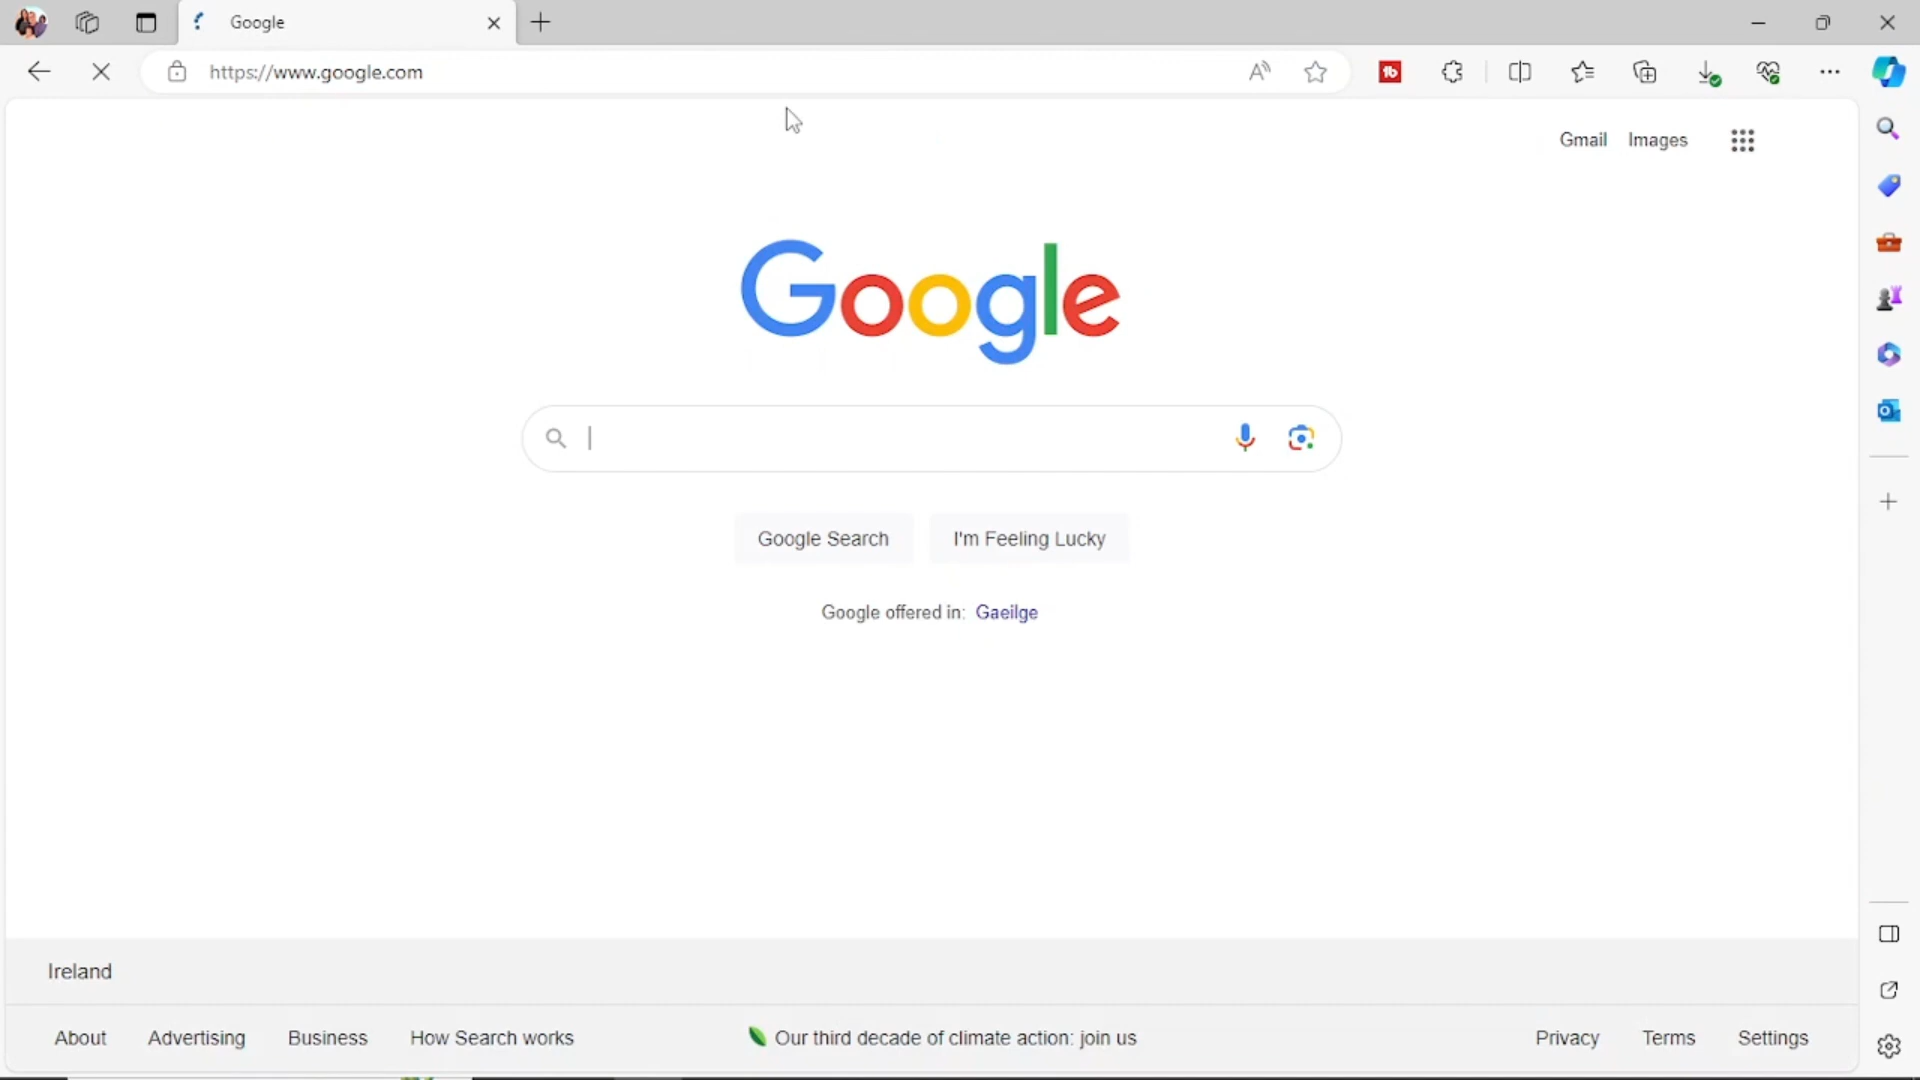 Google
https://www.google.com
Gmail Images
Google
Google Search I'm Feeling Lucky
Google offered in: Gaeilge
Ireland
About Advertising Business How Search works Our third decade of climate action: join us Privacy Terms Settings